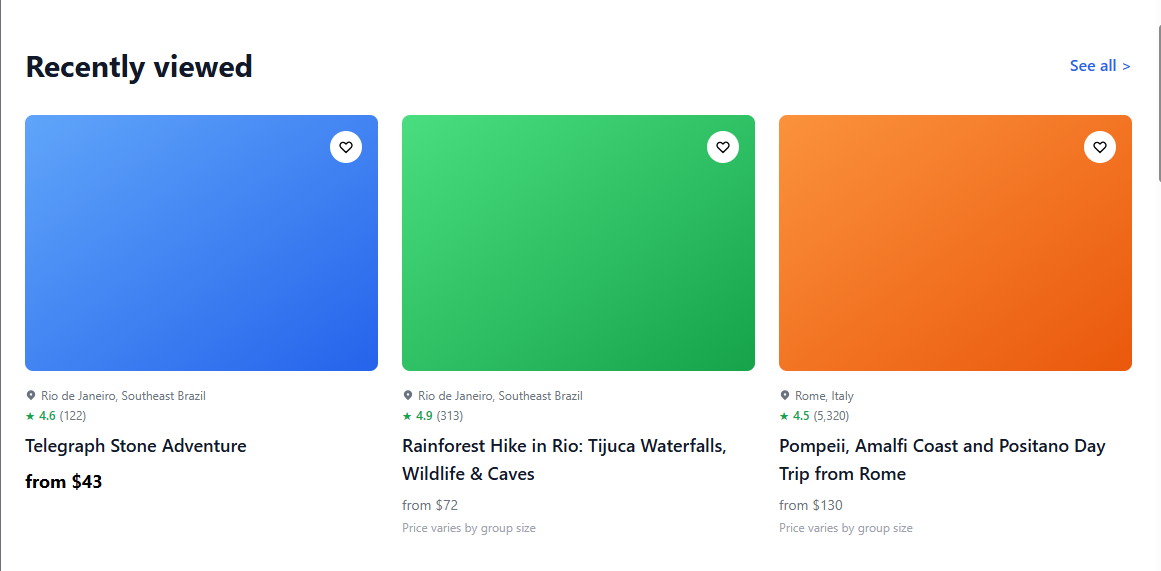 Recently viewed
See all >
Rio de Janeiro, Southeast Brazil
★ 4.6 (122)
Telegraph Stone Adventure
from $43
Rio de Janeiro, Southeast Brazil
★ 4.9 (313)
Rainforest Hike in Rio: Tijuca Waterfalls,
Wildlife & Caves
from $72
Price varies by group size
Rome, Italy
★ 4.5 (5,320)
Pompeii, Amalfi Coast and Positano Day
Trip from Rome
from $130
Price varies by group size